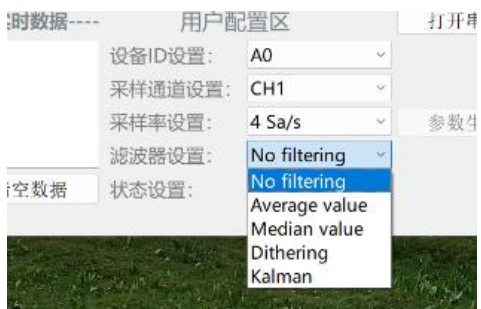 实时数据----
用户配置区
打开串
设备ID设置:
A0
采样通道设置:
CH1
采样率设置:
4 Sa/s
参数生
滤波器设置:
No filtering
清空数据
状态设置:
No filtering
Average value
Median value
Dithering
Kalman